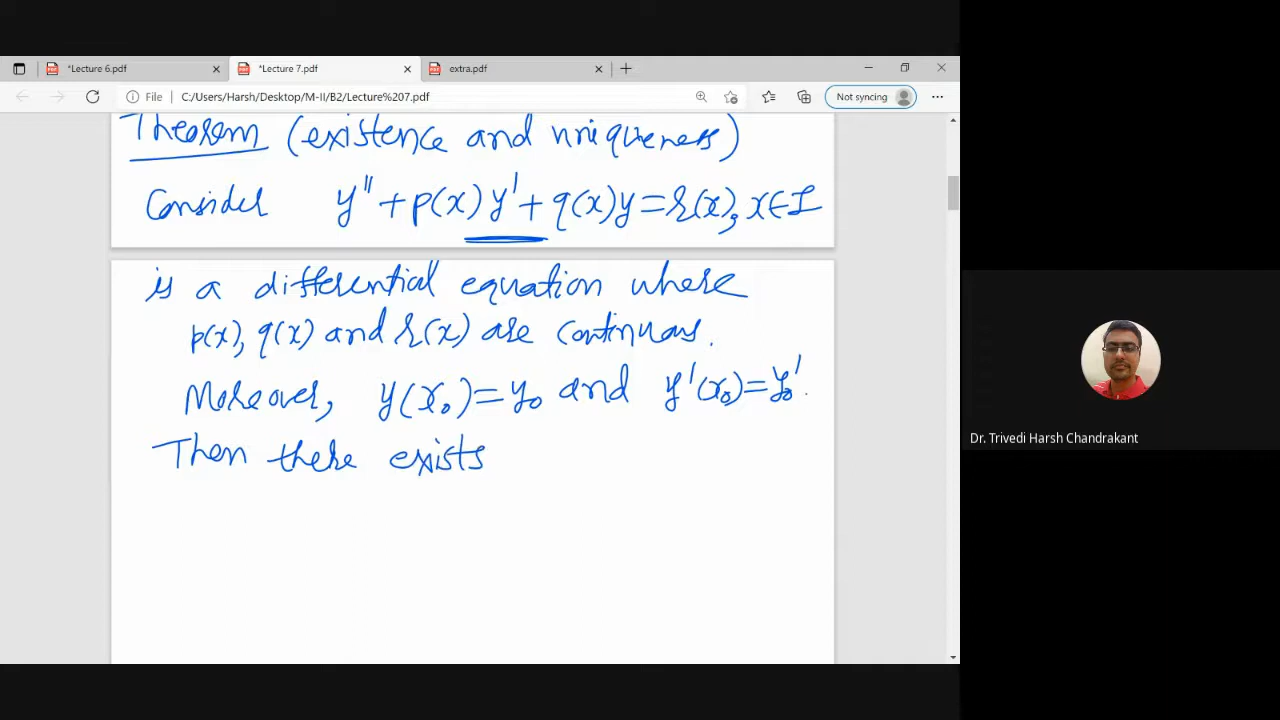 *Lecture 6.pdf
*Lecture 7.pdf
extra.pdf
File
C:/Users/Harsh/Desktop/M-II/B2/Lecture%207.pdf
Not syncing
Theorem (existence and uniqueness)
Consider y'' + p(x) y' + q(x)y = r(x), x ∈ I
is a differential equation where
p(x), q(x) and r(x) are continuous.
Moreover, y(x₀) = y₀ and y'(x₀) = y₀'.
Then there exists
Dr. Trivedi Harsh Chandrakant